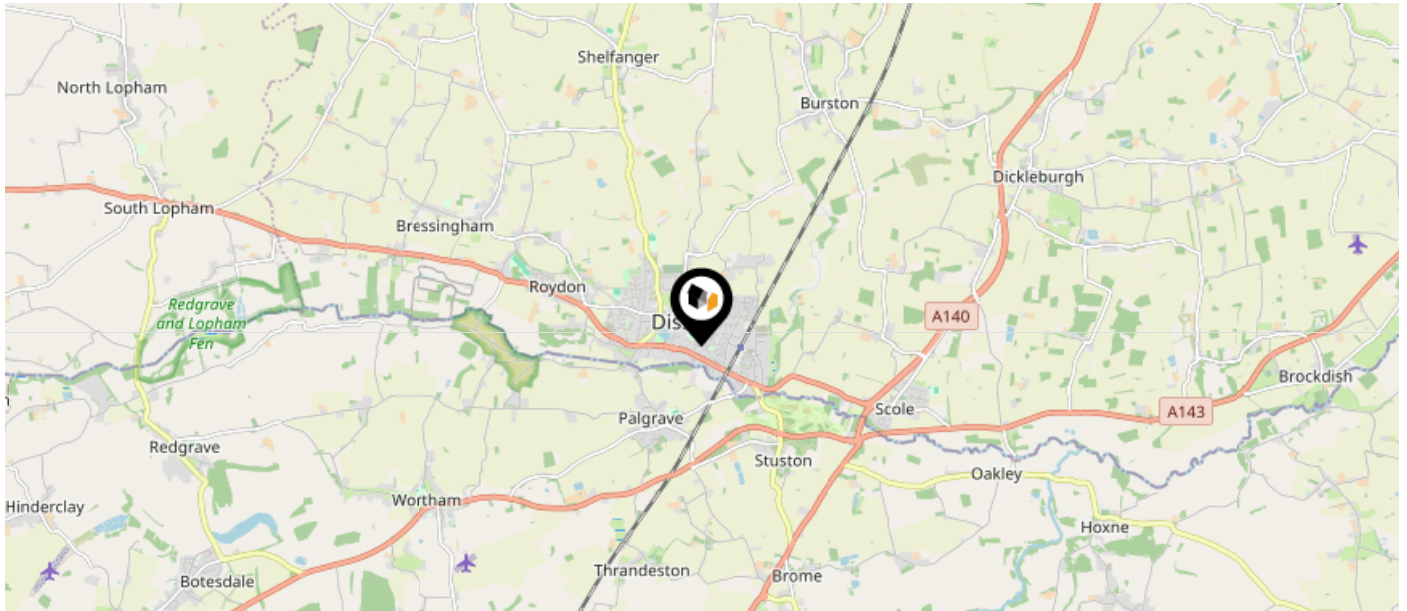 Shelfanger
North Lopham
Burston
Dickleburgh
South Lopham
Bressingham
Roydon
Redgrave
and Lopham
Fen
Dis
A140
Brockdish
Scole
A143
Palgrave
Redgrave
Stuston
Oakley
Wortham
Hinderclay
Hoxne
Thrandeston
Brome
Botesdale